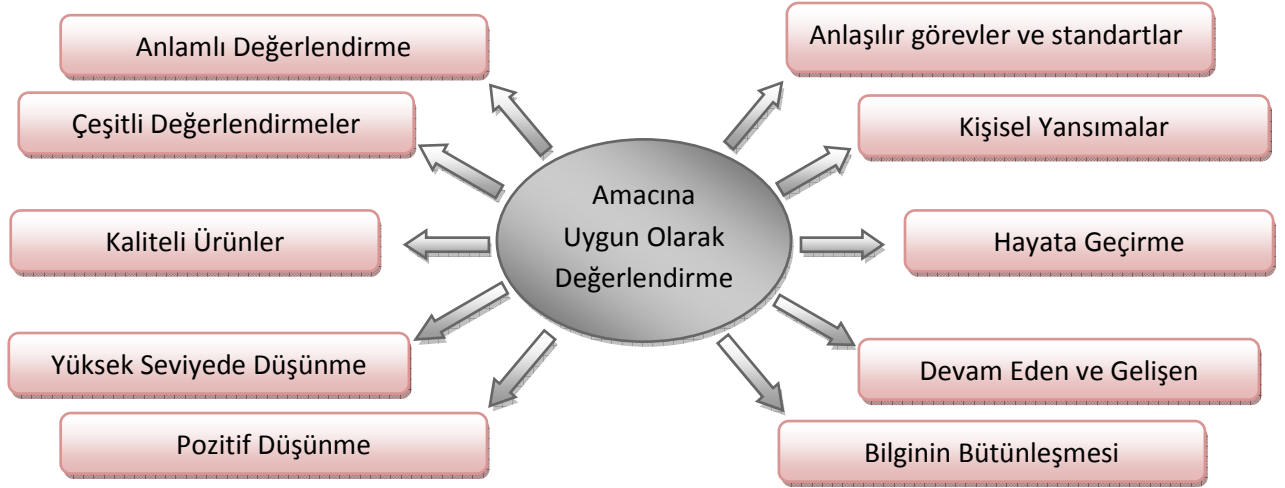 Anlamlı Değerlendirme
Çeşitli Değerlendirmeler
Kaliteli Ürünler
Yüksek Seviyede Düşünme
Pozitif Düşünme
Amacına
Uygun Olarak
Değerlendirme
Anlaşılır görevler ve standartlar
Kişisel Yansımalar
Hayata Geçirme
Devam Eden ve Gelişen
Bilginin Bütünleşmesi